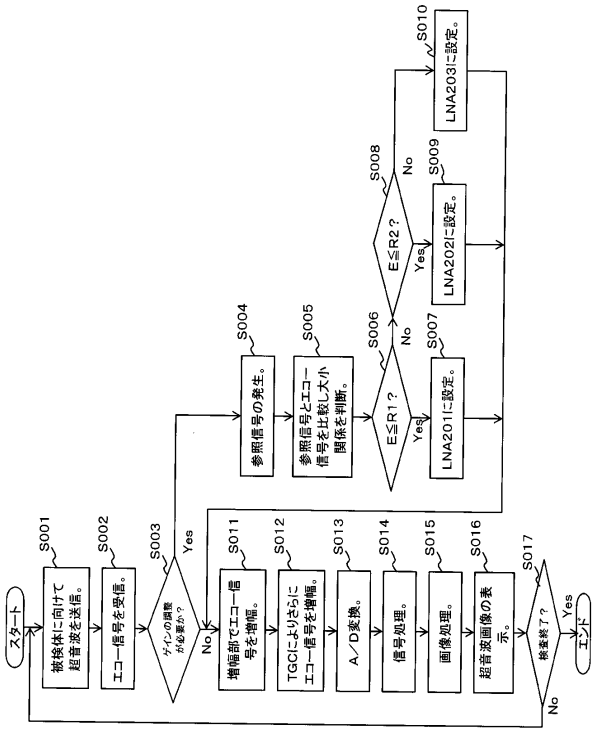 スタート
S001
被検体に向けて
超音波を送信。
S002
エコー信号を受信。
S003
ゲインの調整
が必要か?
Yes
No
S004
参照信号の発生。
S005
参照信号とエコー
信号を比較し大小
関係を判断。
S006
E≦R1?
Yes
No
S007
LNA201に設定。
S008
E≦R2?
Yes
No
S009
LNA202に設定。
S010
LNA203に設定。
S011
増幅部でエコー信
号を増幅。
S012
TGCによりさらに
エコー信号を増幅。
S013
A/D変換。
S014
信号処理。
S015
画像処理。
S016
超音波画像の表
示。
S017
検査終了?
No
Yes
エンド